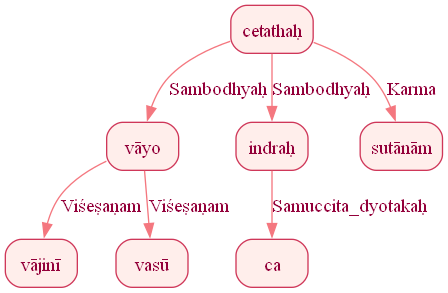 cetathaḥ
Sambodhyaḥ Sambodhyaḥ Karma
vāyo indraḥ sutānām
Viśeṣaṇam Viśeṣaṇam Samuccita_dyotakaḥ
vājinī vasū ca